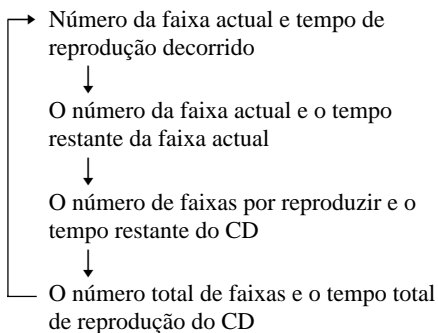 Número da faixa actual e tempo de
reprodução decorrido
O número da faixa actual e o tempo
restante da faixa actual
O número de faixas por reproduzir e o
tempo restante do CD
O número total de faixas e o tempo total
de reprodução do CD